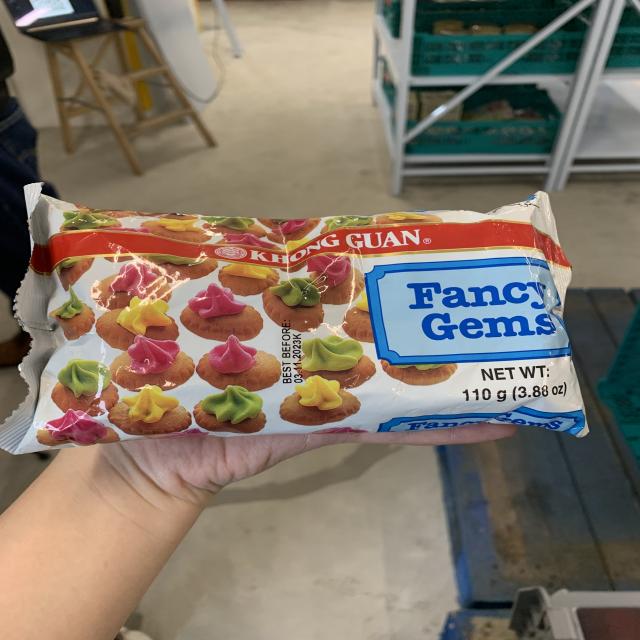 KHONG GUAN®
Fancy
Gems
BEST BEFORE:
03.11.2023K
NET WT:
110 g (3.88 oz)
Fancy Gems